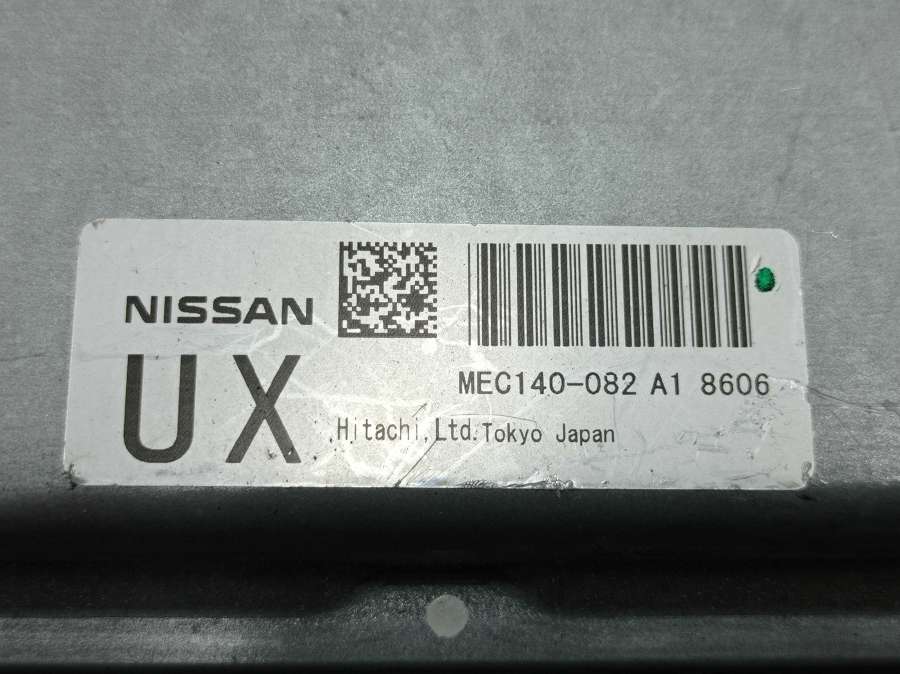 NISSAN
UX
MEC140-082 A1 8606
Hitachi,Ltd.Tokyo Japan